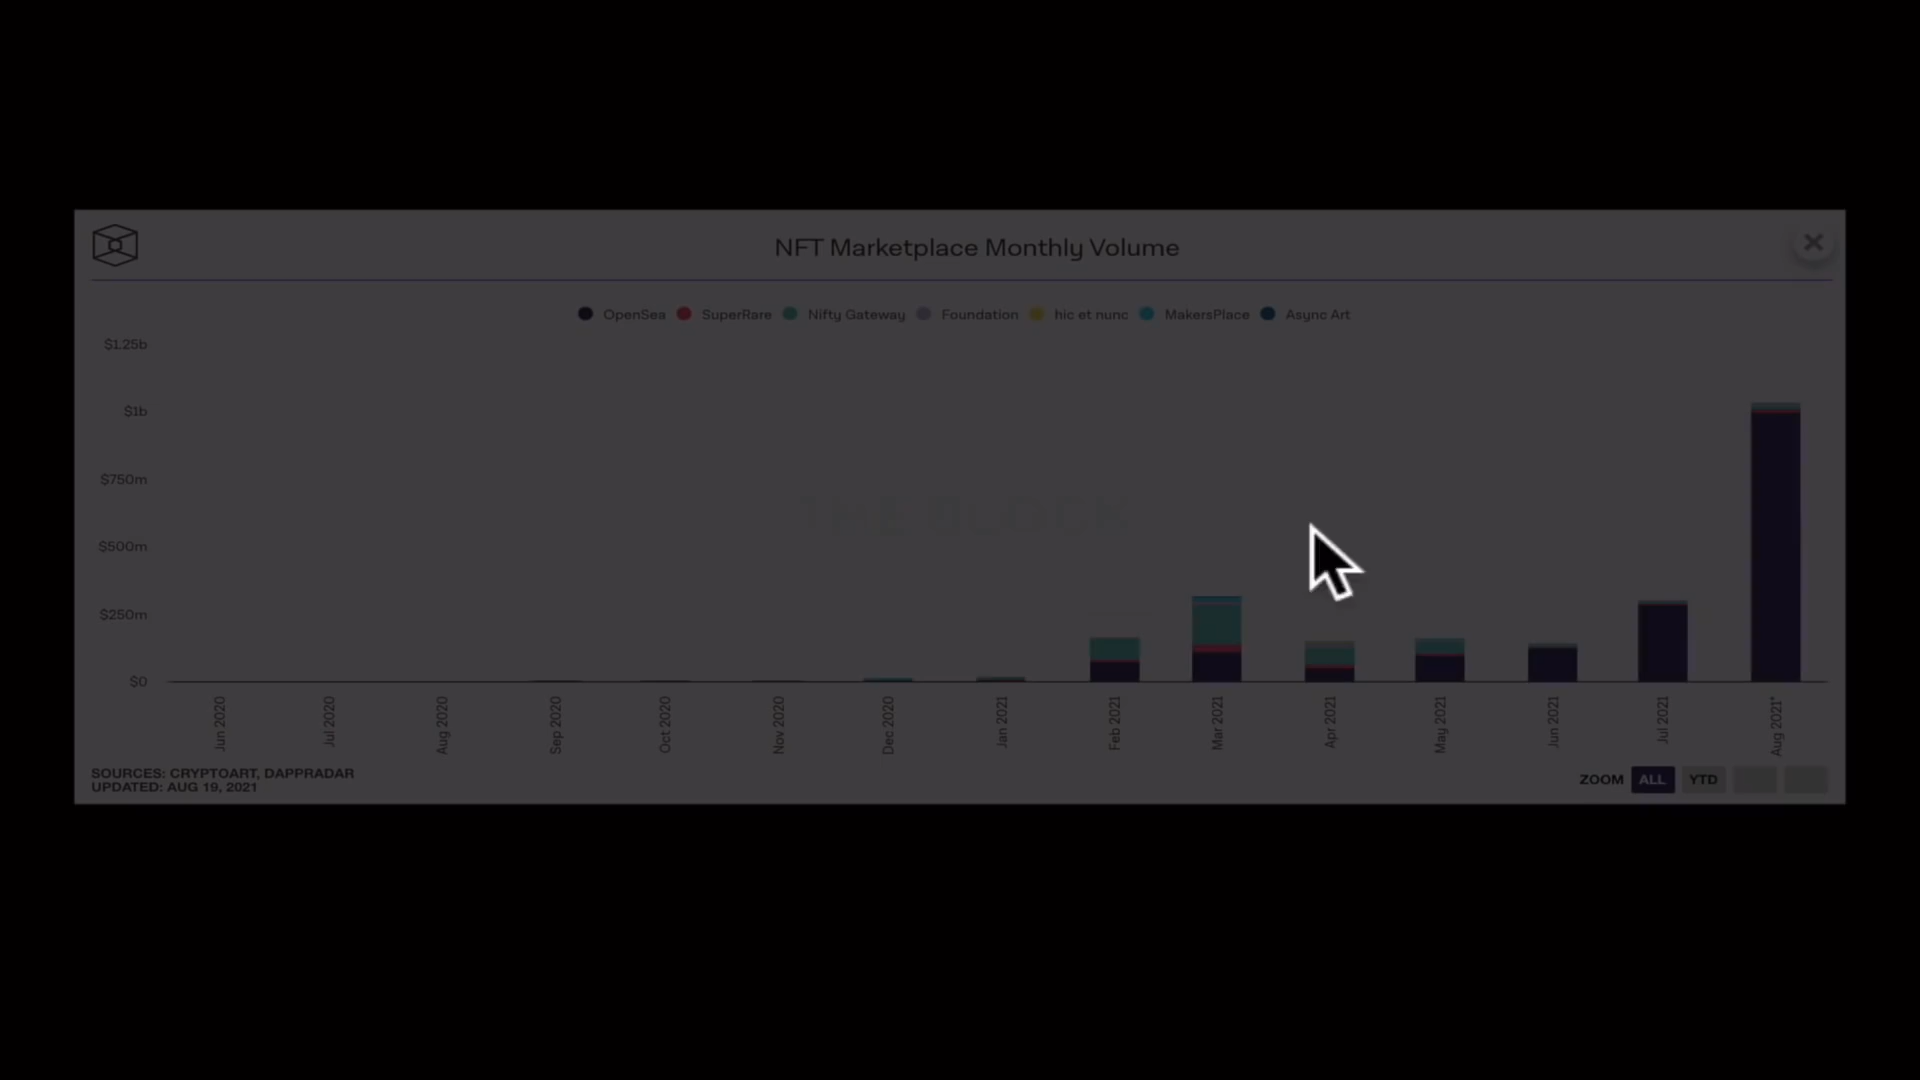 NFT Marketplace Monthly Volume
OpenSea SuperRare Nifty Gateway Foundation hic et nunc MakersPlace Async Art
$1.25b
$1b
$750m
THE BLOCK
$500m
$250m
$0
Jun 2020 Jul 2020 Aug 2020 Sep 2020 Oct 2020 Nov 2020 Dec 2020 Jan 2021 Feb 2021 Mar 2021 Apr 2021 May 2021 Jun 2021 Jul 2021 Aug 2021*
SOURCES: CRYPTOART, DAPPRADAR
UPDATED: AUG 19, 2021
ZOOM ALL YTD